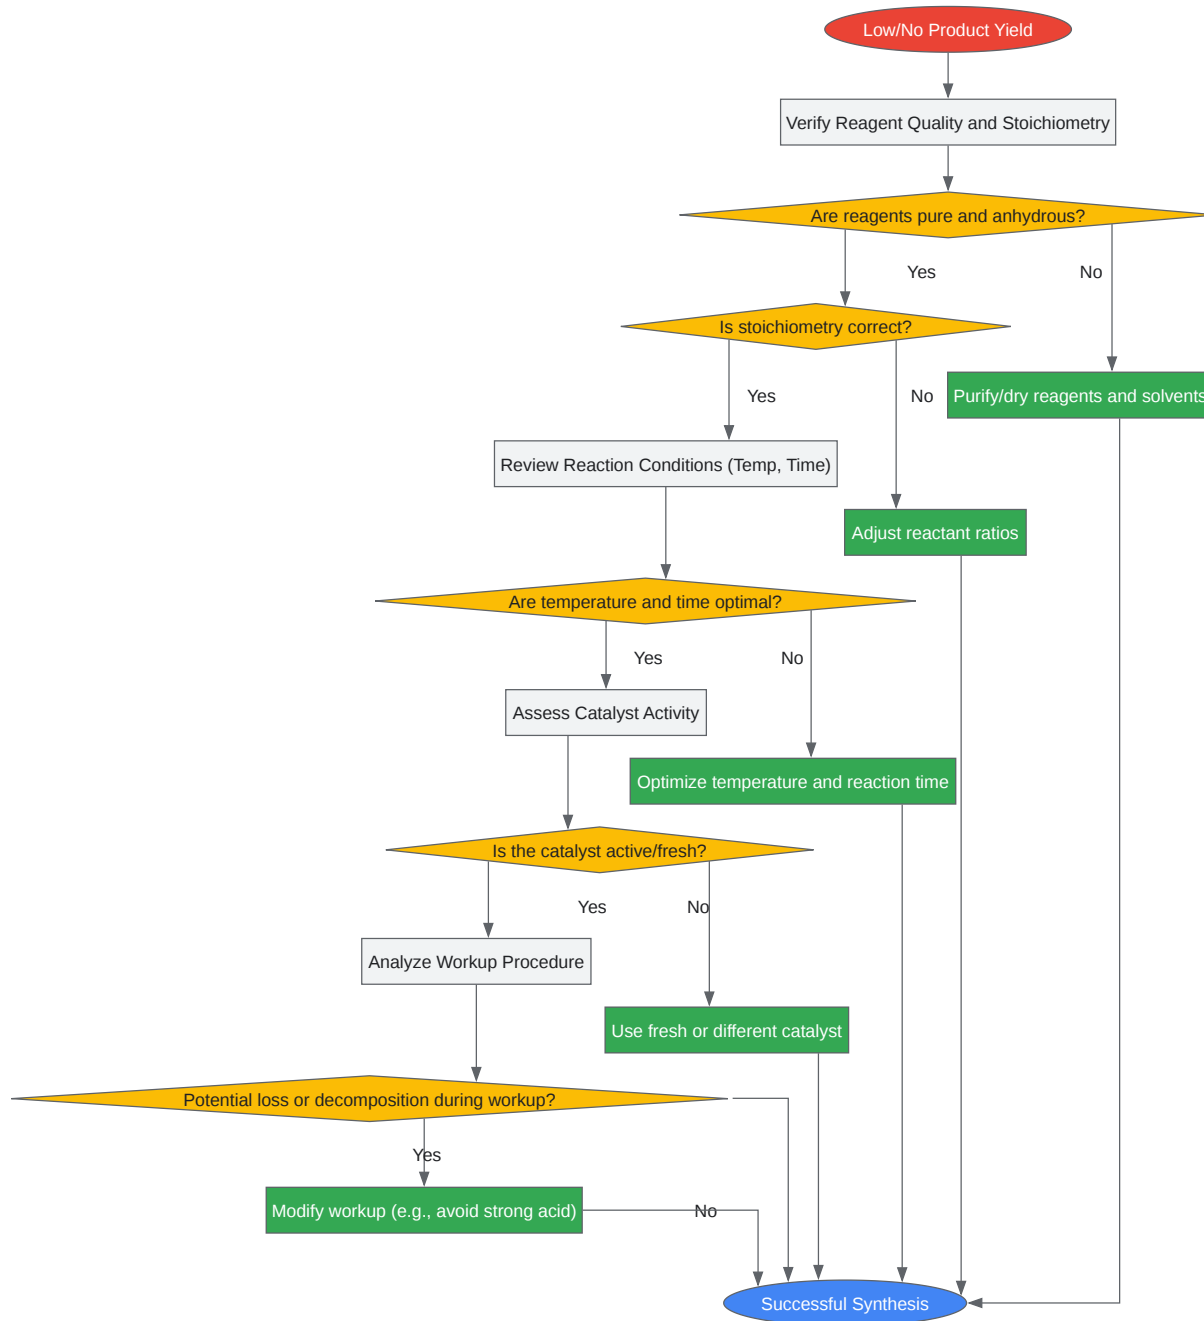 Low/No Product Yield
Verify Reagent Quality and Stoichiometry
Are reagents pure and anhydrous?
Yes
No
Is stoichiometry correct?
Yes
No
Purify/dry reagents and solvents
Review Reaction Conditions (Temp, Time)
Adjust reactant ratios
Are temperature and time optimal?
Yes
No
Assess Catalyst Activity
Optimize temperature and reaction time
Is the catalyst active/fresh?
Yes
No
Analyze Workup Procedure
Use fresh or different catalyst
Potential loss or decomposition during workup?
Yes
Modify workup (e.g., avoid strong acid)
No
Successful Synthesis